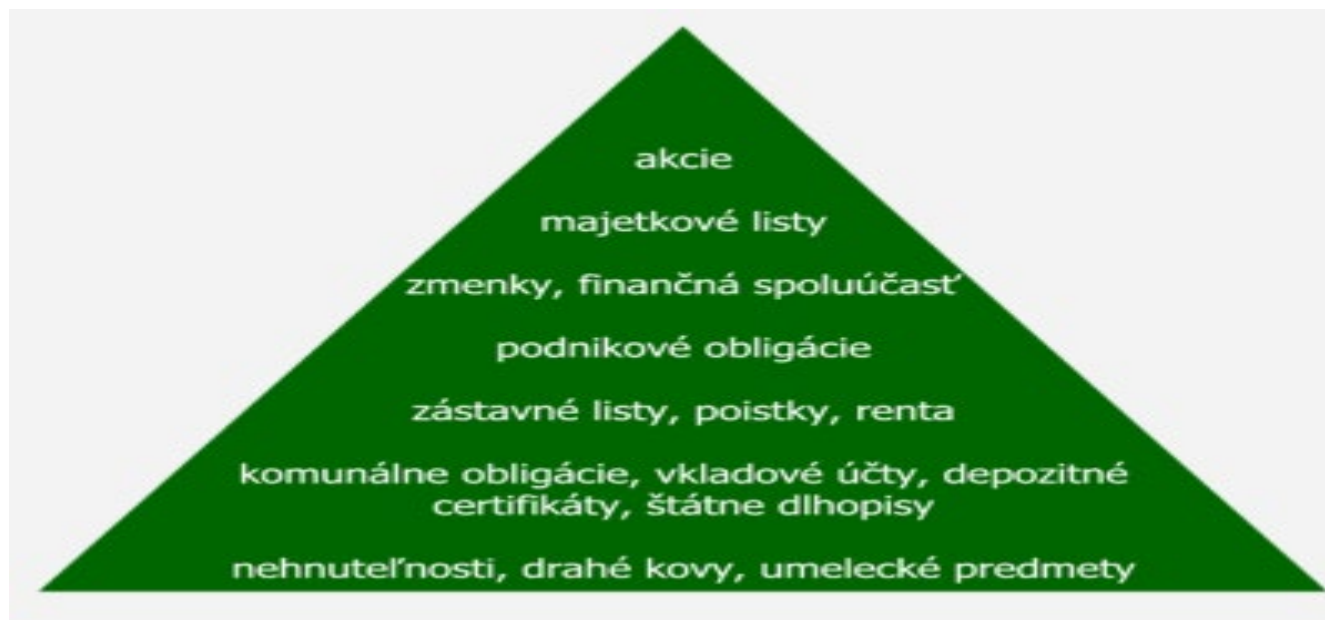 akcie
majetkové listy
zmenky, finančná spoluúčasť
podnikové obligácie
zástavné listy, poistky, renta
komunálne obligácie, vkladové účty, depozitné
certifikáty, štátne dlhopisy
nehnuteľnosti, drahé kovy, umelecké predmety